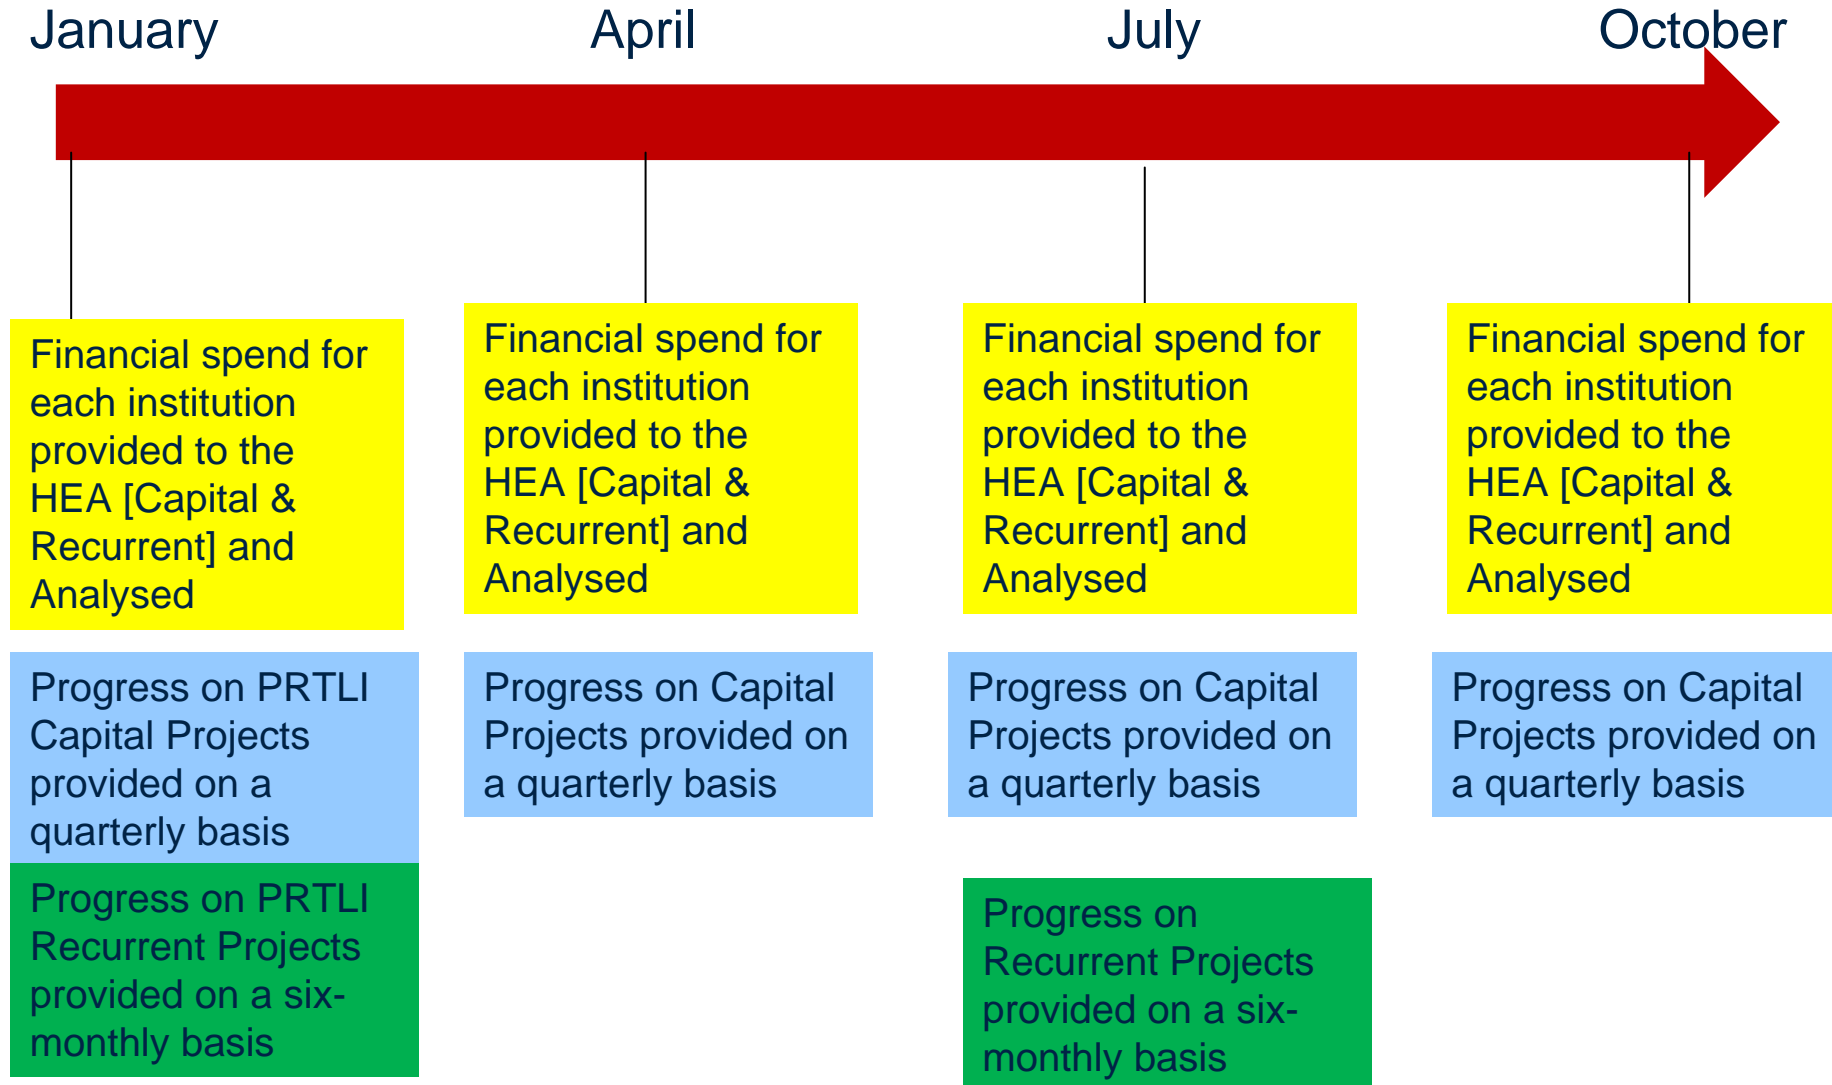 January
April
July
October
Financial spend for
each institution
provided to the
HEA [Capital &
Recurrent] and
Analysed
Financial spend for
each institution
provided to the
HEA [Capital &
Recurrent] and
Analysed
Financial spend for
each institution
provided to the
HEA [Capital &
Recurrent] and
Analysed
Financial spend for
each institution
provided to the
HEA [Capital &
Recurrent] and
Analysed
Progress on PRTLI
Capital Projects
provided on a
quarterly basis
Progress on Capital
Projects provided on
a quarterly basis
Progress on Capital
Projects provided on
a quarterly basis
Progress on Capital
Projects provided on
a quarterly basis
Progress on PRTLI
Recurrent Projects
provided on a six-
monthly basis
Progress on
Recurrent Projects
provided on a six-
monthly basis